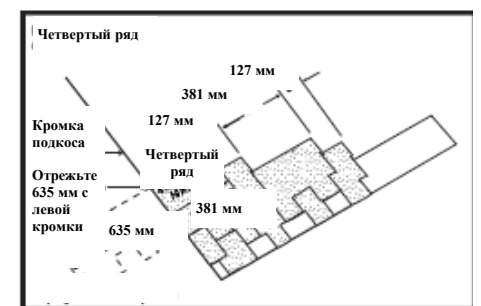 Четвертый ряд
127 мм
381 мм
127 мм
Кромка
подкоса
Четвертый
ряд
Отрежьте
635 мм с
левой
кромки
381 мм
635 мм